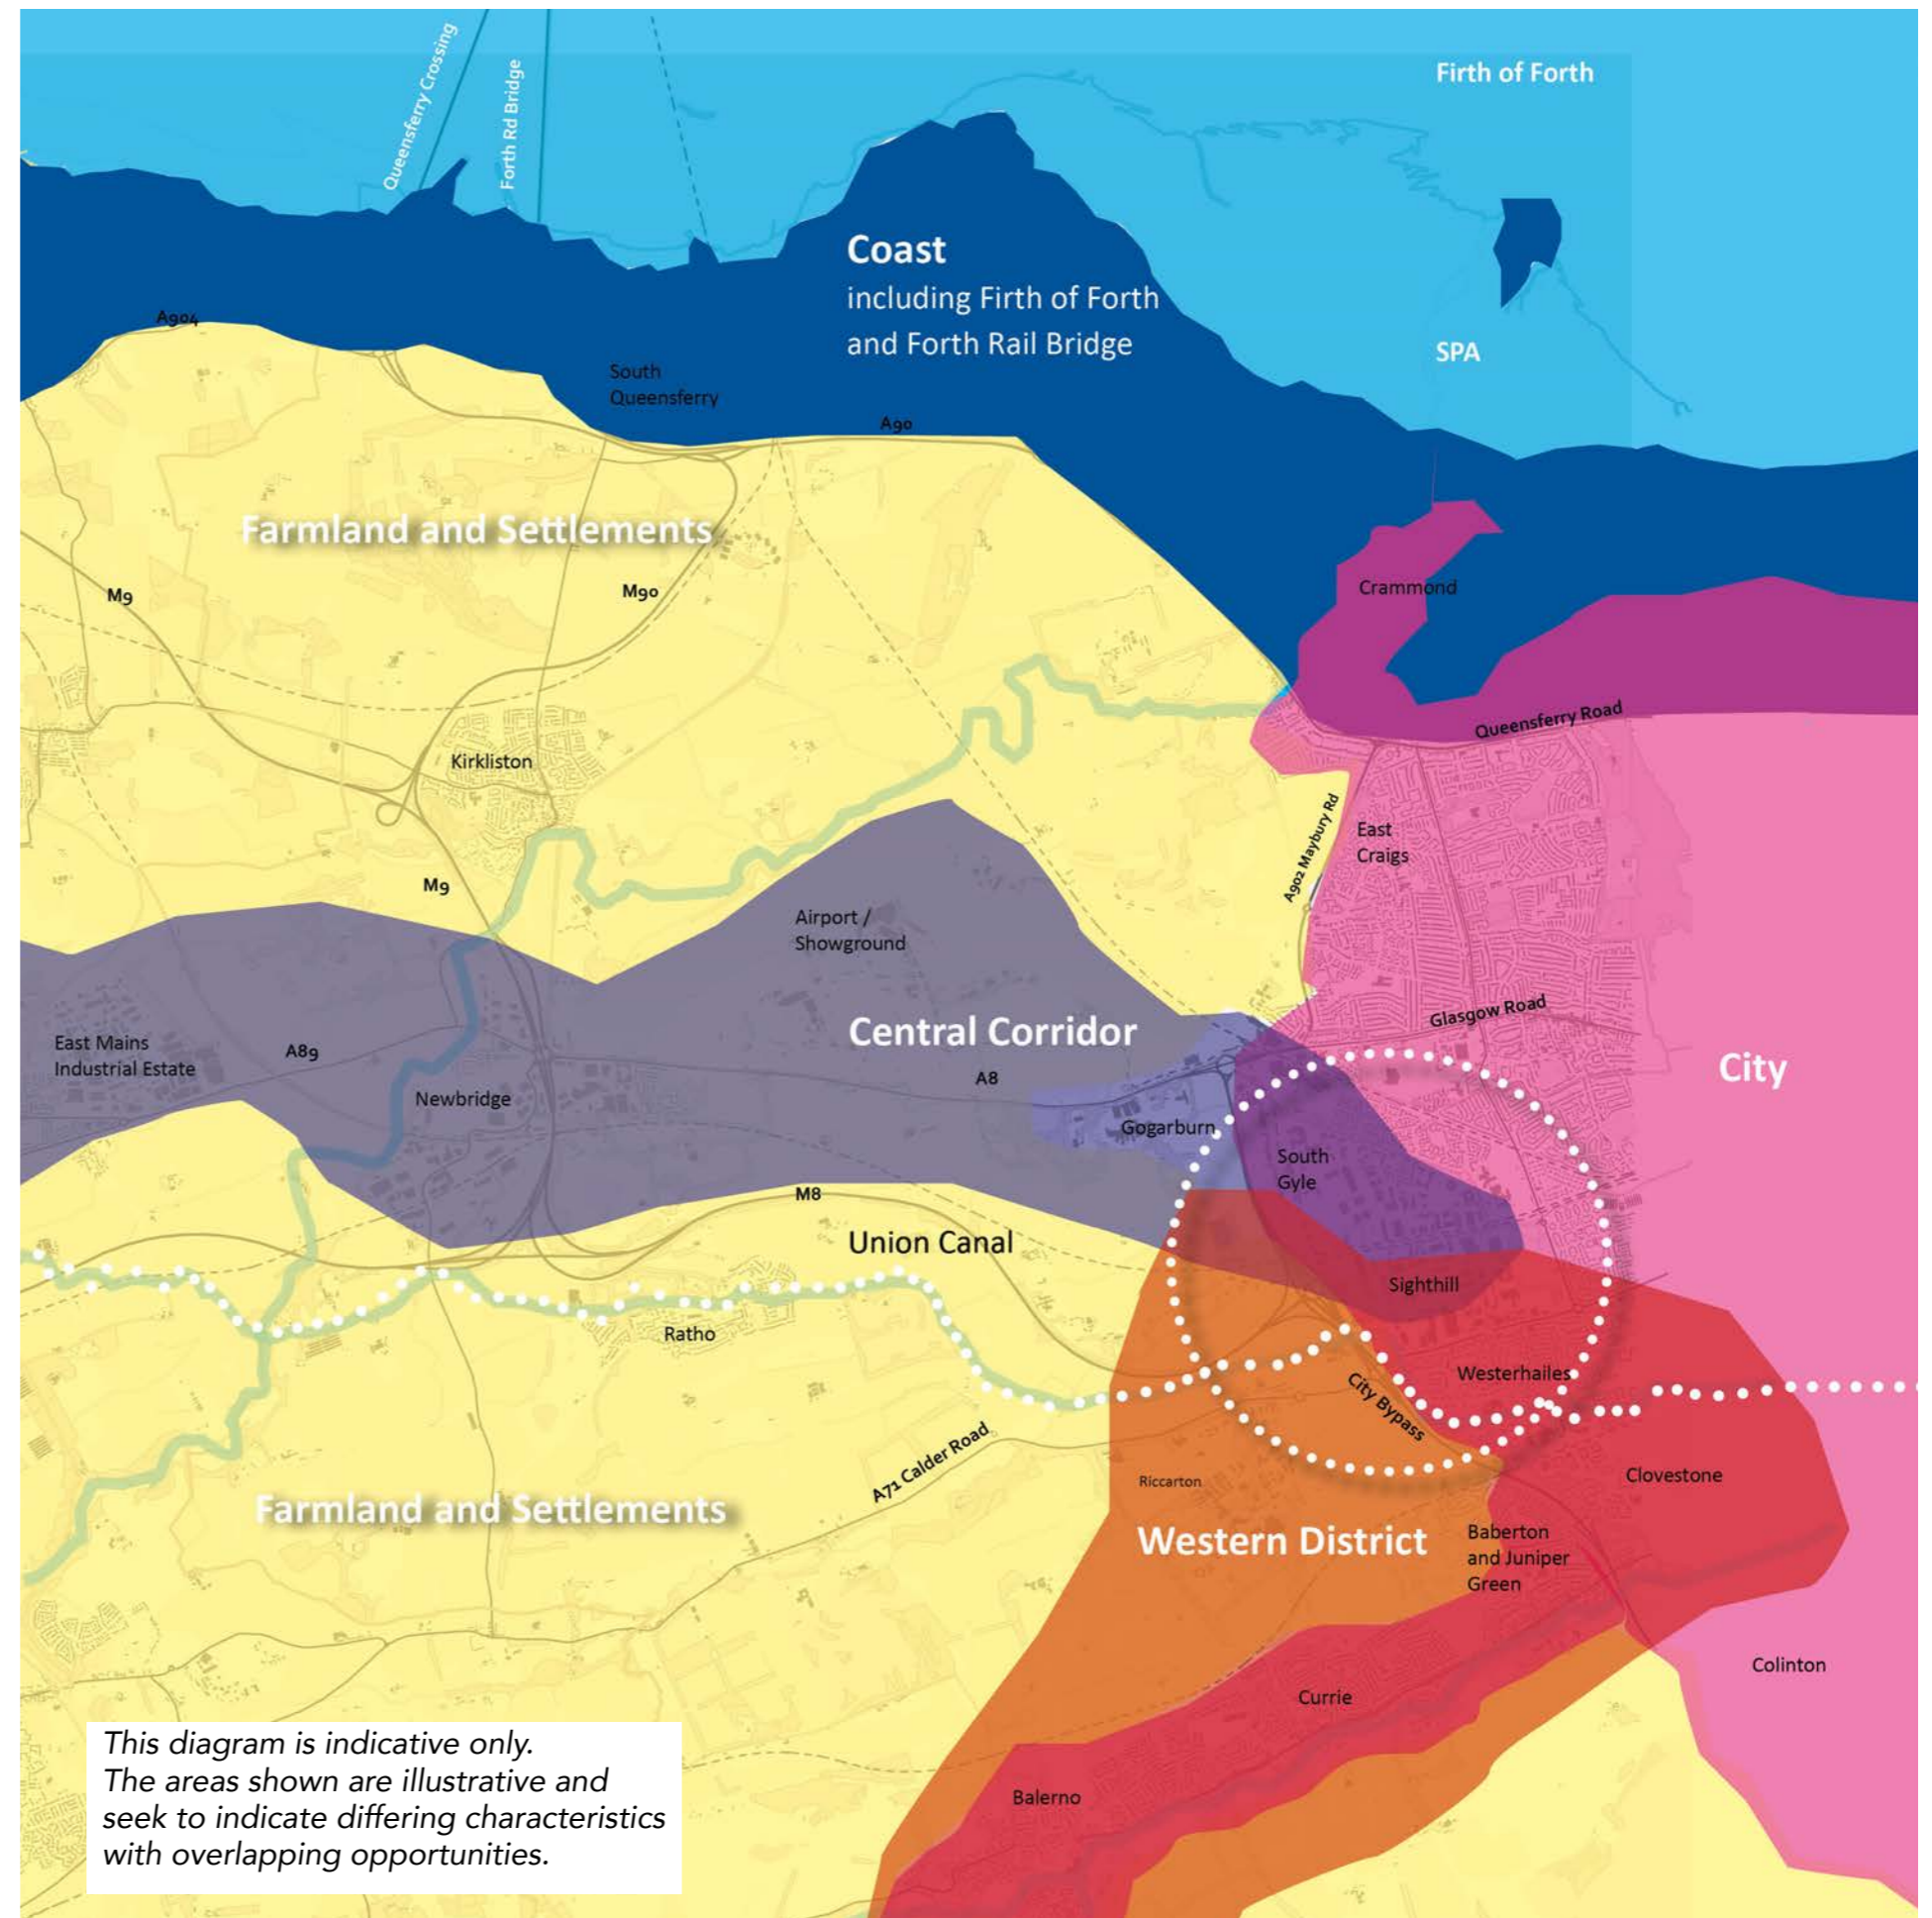 Queensferry Crossing
Forth Rd Bridge
Firth of Forth
Coast
including Firth of Forth
and Forth Rail Bridge
SPA
A904
South
Queensferry
A90
Farmland and Settlements
M9
M90
Crammond
Queensferry Road
Kirkliston
A902 Maybury Rd
East
Craigs
M9
Airport /
Showground
Glasgow Road
Central Corridor
East Mains
Industrial Estate
A89
City
A8
Newbridge
Gogarburn
South
Gyle
M8
Union Canal
Sighthill
Ratho
Westerhailes
City Bypass
A71 Calder Road
Riccarton
Clovestone
Farmland and Settlements
Western District
Baberton
and Juniper
Green
Colinton
Currie
Balerno
This diagram is indicative only.
The areas shown are illustrative and
seek to indicate differing characteristics
with overlapping opportunities.